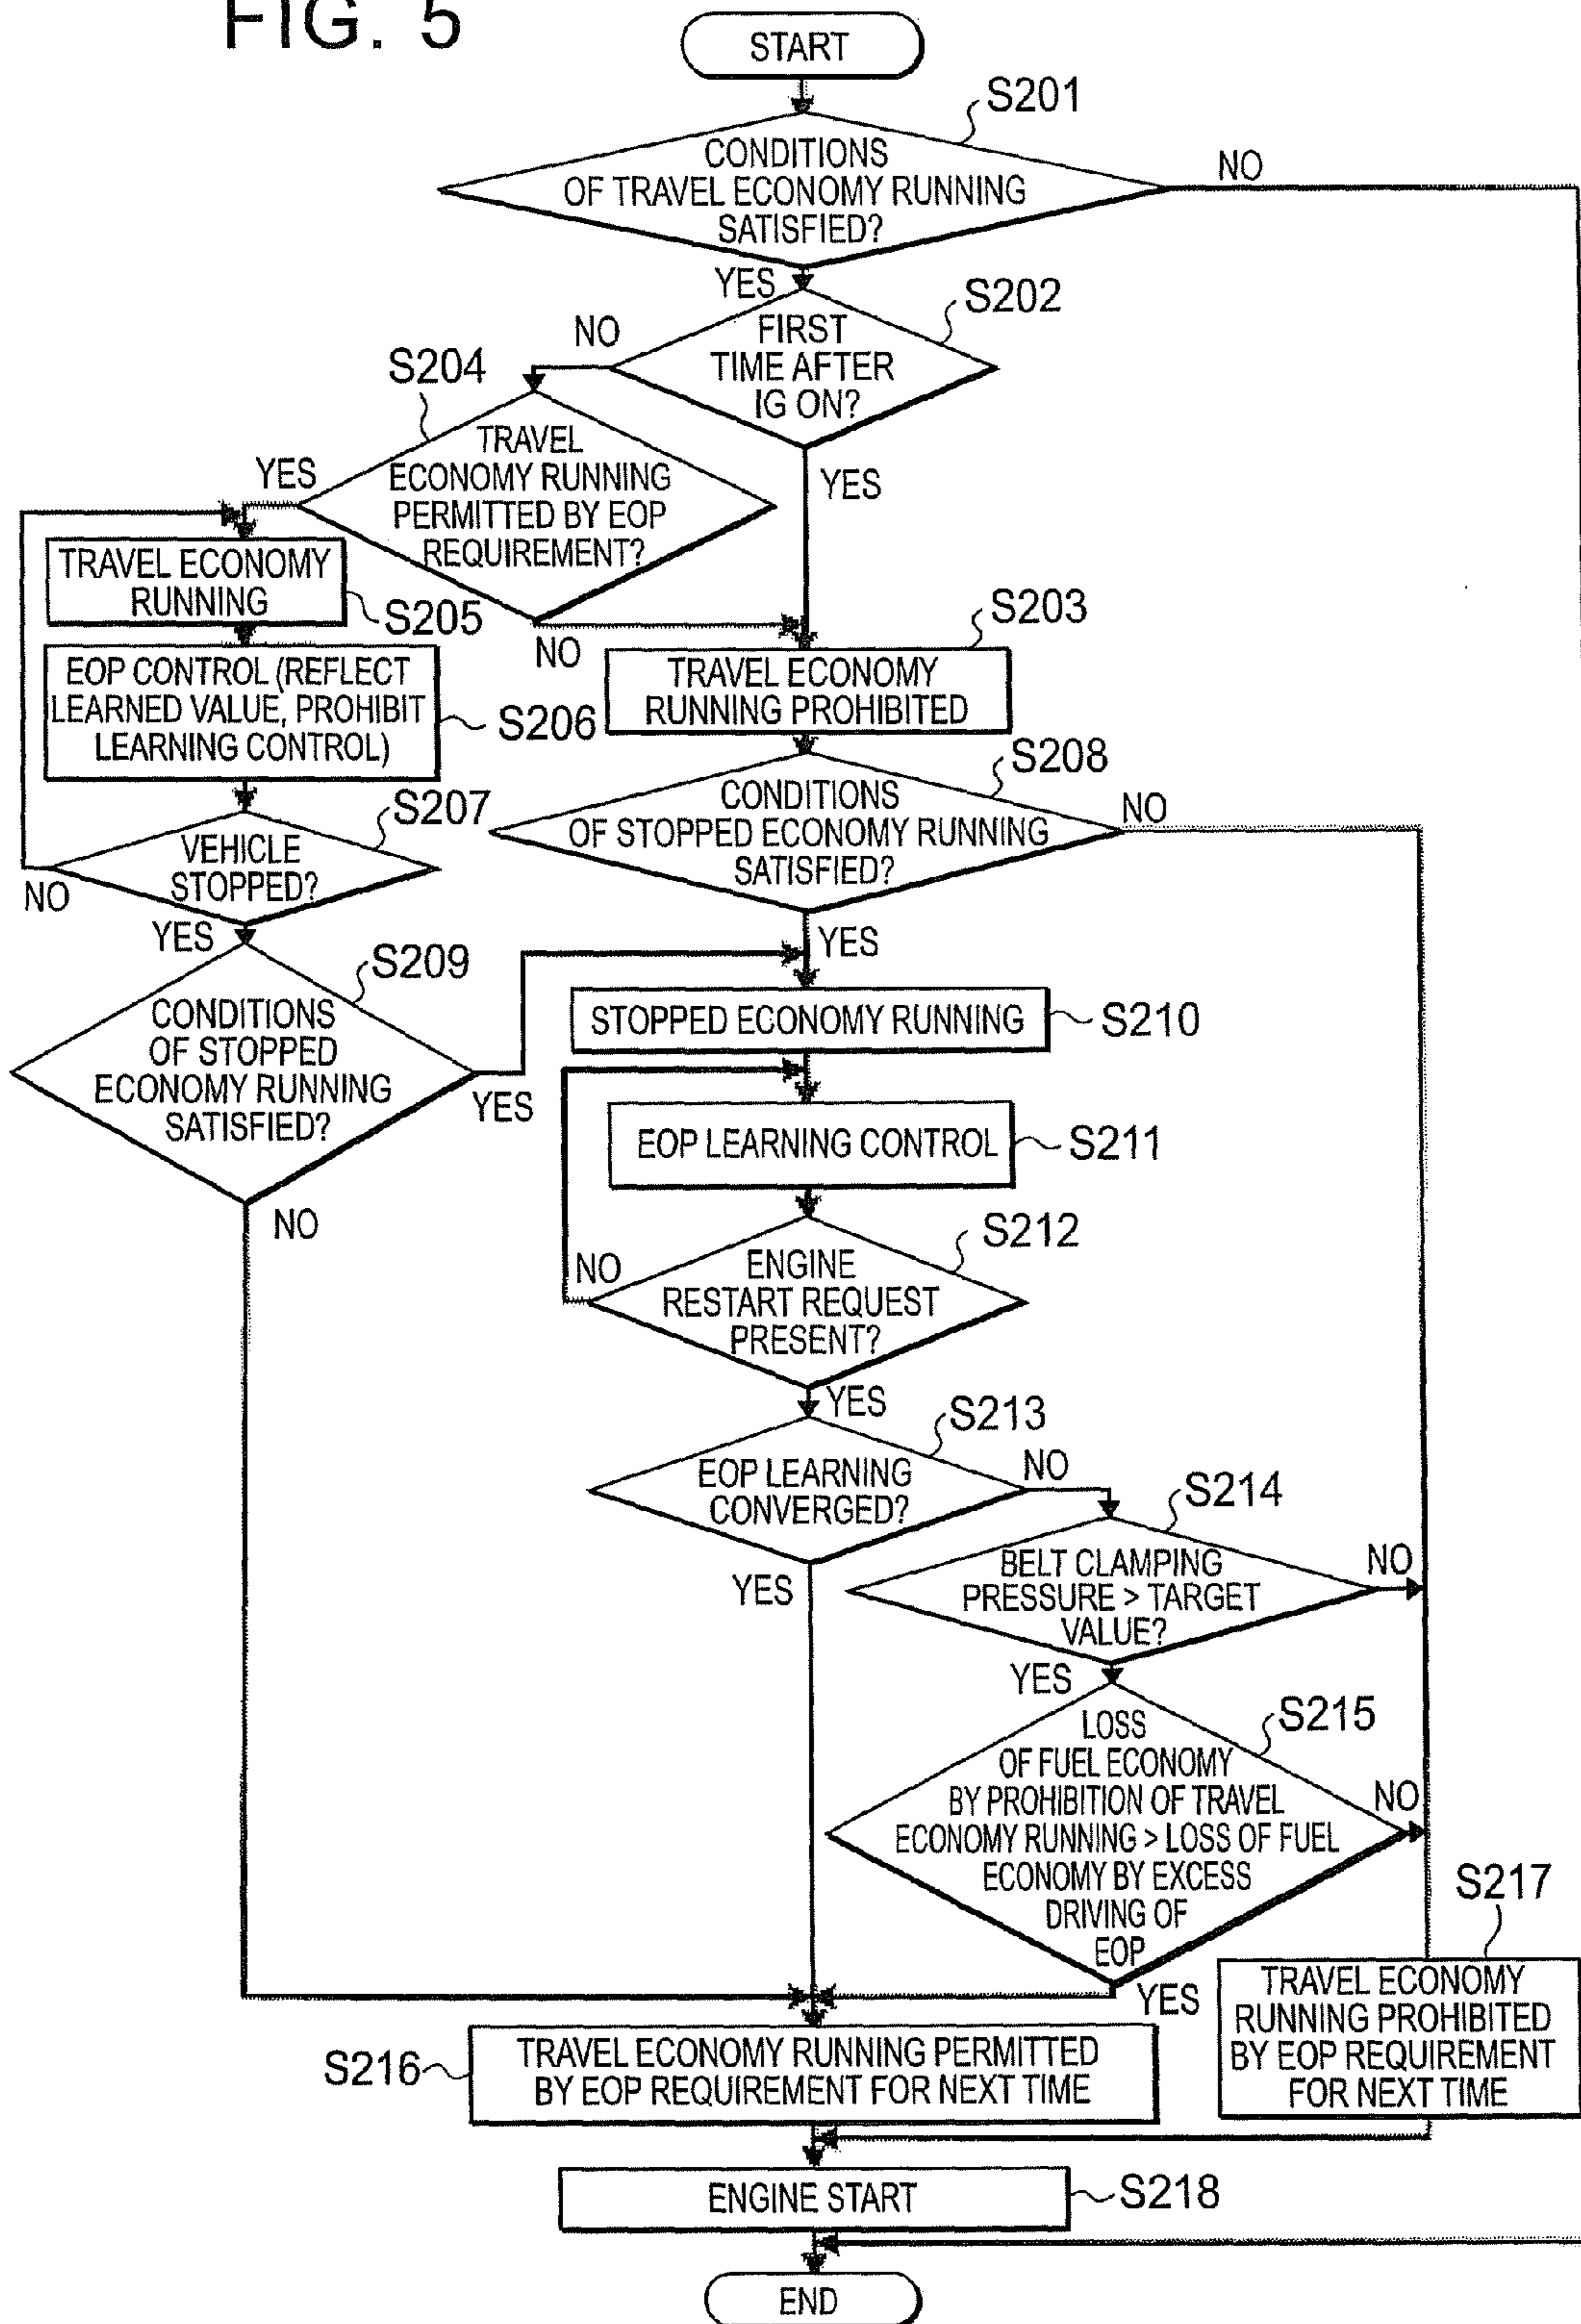 FIG. 5
START
S201
CONDITIONS
OF TRAVEL ECONOMY RUNNING
SATISFIED?
NO
YES
S202
FIRST
TIME AFTER
IG ON?
NO
YES
S204
TRAVEL
ECONOMY RUNNING
PERMITTED BY EOP
REQUIREMENT?
YES
NO
TRAVEL ECONOMY
RUNNING
S205
S203
TRAVEL ECONOMY
RUNNING PROHIBITED
EOP CONTROL (REFLECT
LEARNED VALUE, PROHIBIT
LEARNING CONTROL)
S206
S207
VEHICLE
STOPPED?
NO
YES
S208
CONDITIONS
OF STOPPED ECONOMY RUNNING
SATISFIED?
NO
YES
S209
CONDITIONS
OF STOPPED
ECONOMY RUNNING
SATISFIED?
YES
NO
STOPPED ECONOMY RUNNING
S210
EOP LEARNING CONTROL
S211
S212
ENGINE
RESTART REQUEST
PRESENT?
NO
YES
S213
EOP LEARNING
CONVERGED?
NO
YES
S214
BELT CLAMPING
PRESSURE > TARGET
VALUE?
NO
YES
S215
LOSS
OF FUEL ECONOMY
BY PROHIBITION OF TRAVEL
ECONOMY RUNNING > LOSS OF FUEL
ECONOMY BY EXCESS
DRIVING OF
EOP
NO
YES
S217
TRAVEL ECONOMY
RUNNING PROHIBITED
BY EOP REQUIREMENT
FOR NEXT TIME
S216
TRAVEL ECONOMY RUNNING PERMITTED
BY EOP REQUIREMENT FOR NEXT TIME
ENGINE START
S218
END